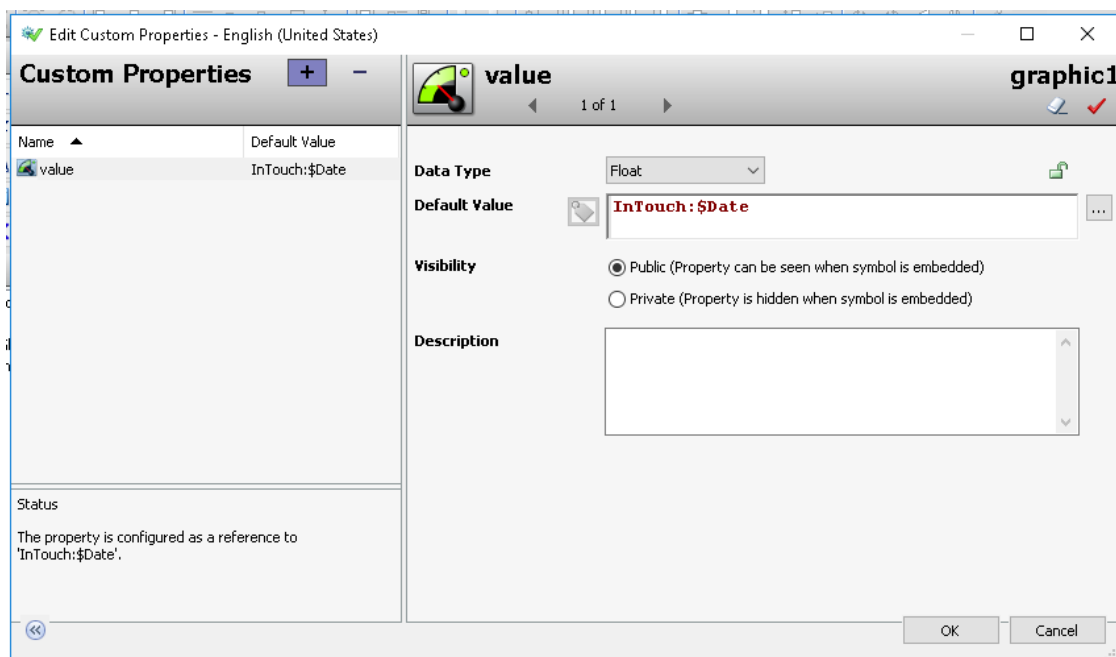 Edit Custom Properties - English (United States)
Custom Properties
+ -
Name
Default Value
value
InTouch:$Date
Status
The property is configured as a reference to
'InTouch:$Date'.
value
graphic1
1 of 1
Data Type
Float
Default Value
InTouch:$Date
...
Visibility
Public (Property can be seen when symbol is embedded)
Private (Property is hidden when symbol is embedded)
Description
OK
Cancel